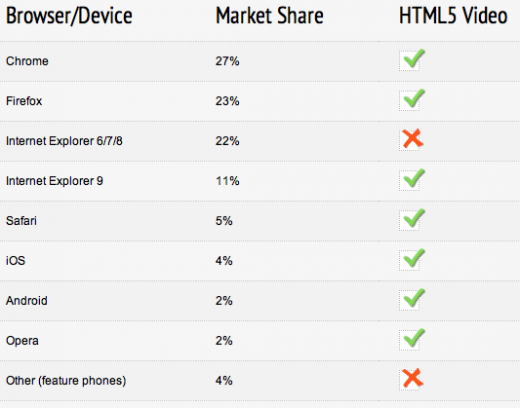 Browser/Device Market Share HTML5 Video
Chrome 27%
Firefox 23%
Internet Explorer 6/7/8 22%
Internet Explorer 9 11%
Safari 5%
iOS 4%
Android 2%
Opera 2%
Other (feature phones) 4%